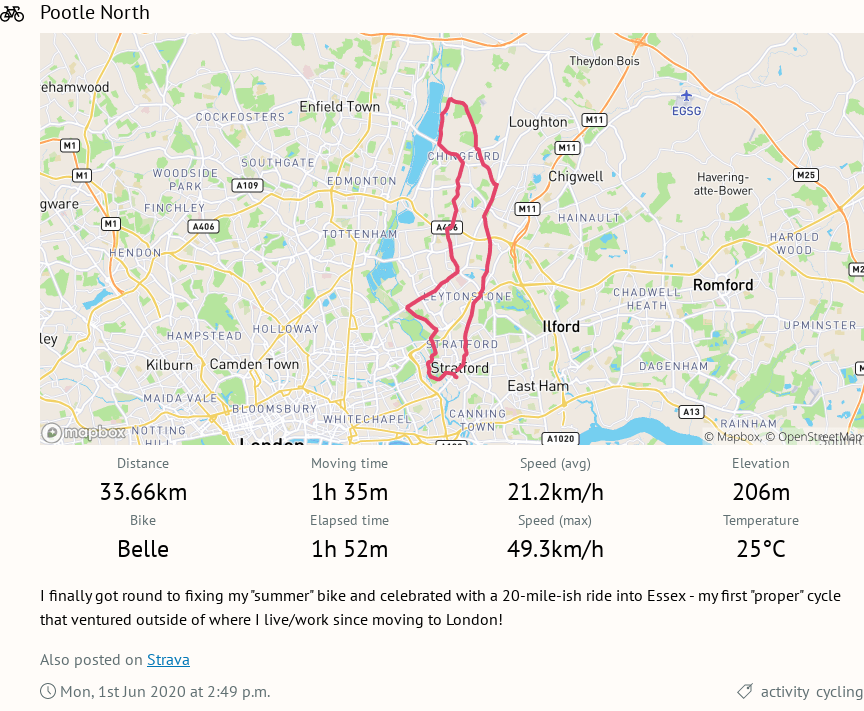 Pootle North
Theydon Bois
ehamwood
Enfield Town
EGSG
COCKFOSTERS
Loughton
M11
M1
M11
CHINGFORD
SOUTHGATE
M1
WOODSIDE
PARK
A109
EDMONTON
Chigwell
Havering-
atte-Bower
M25
gware
FINCHLEY
M11
HAINAULT
M1
A406
TOTTENHAM
HAROLD
WOOD
HENDON
LEYTONSTONE
CHADWELL
HEATH
Romford
ley
HAMPSTEAD
HOLLOWAY
Ilford
UPMINSTER
STRATFORD
Kilburn
Camden Town
Stratford
DAGENHAM
East Ham
MAIDA VALE
BLOOMSBURY
WHITECHAPEL
CANNING
TOWN
A13
RAINHAM
mapbox
NOTTING
HILL
London
A1020
© Mapbox, © OpenStreetMap
Distance
Moving time
Speed (avg)
Elevation
33.66km
1h 35m
21.2km/h
206m
Bike
Elapsed time
Speed (max)
Temperature
Belle
1h 52m
49.3km/h
25°C
I finally got round to fixing my "summer" bike and celebrated with a 20-mile-ish ride into Essex - my first "proper" cycle
that ventured outside of where I live/work since moving to London!
Also posted on Strava
Mon, 1st Jun 2020 at 2:49 p.m.
activity cycling